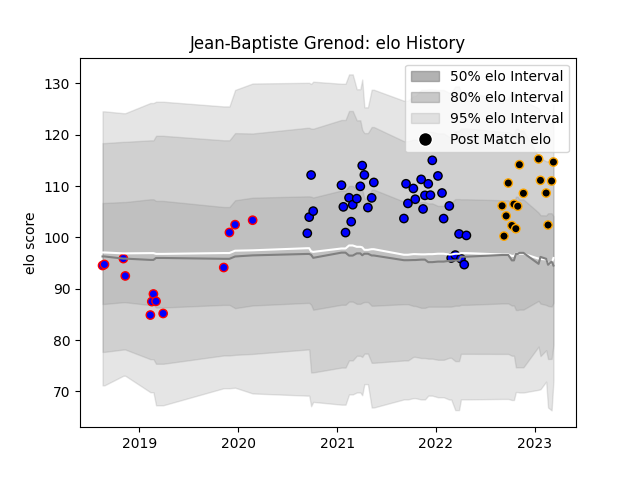 Jean-Baptiste Grenod: elo History
50% elo Interval
80% elo Interval
95% elo Interval
Post Match elo
elo score
130
120
110
100
90
80
70
2019
2020
2021
2022
2023